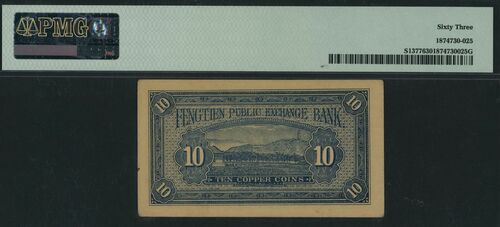 PMG
Sixty Three
1874730-025
S13776301874730025G
10 10
FENGTIEN PUBLIC EXCHANGE BANK
10 10
TEN COPPER COINS
10 10